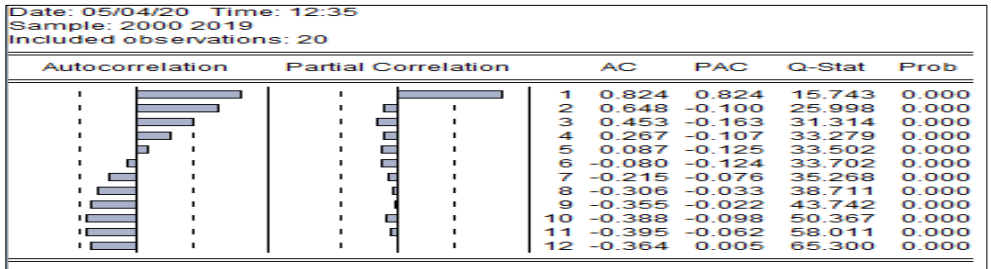 Date: 05/04/20 Time: 12:35
Sample: 2000 2019
Included observations: 20
Autocorrelation Partial Correlation AC PAC Q-Stat Prob
1 0.824 0.824 15.743 0.000
2 0.648 -0.100 25.998 0.000
3 0.453 -0.163 31.314 0.000
4 0.267 -0.107 33.279 0.000
5 0.087 -0.125 33.502 0.000
6 -0.080 -0.124 33.702 0.000
7 -0.215 -0.076 35.268 0.000
8 -0.306 -0.033 38.711 0.000
9 -0.355 -0.022 43.742 0.000
10 -0.388 -0.098 50.367 0.000
11 -0.395 -0.062 58.011 0.000
12 -0.364 0.005 65.300 0.000